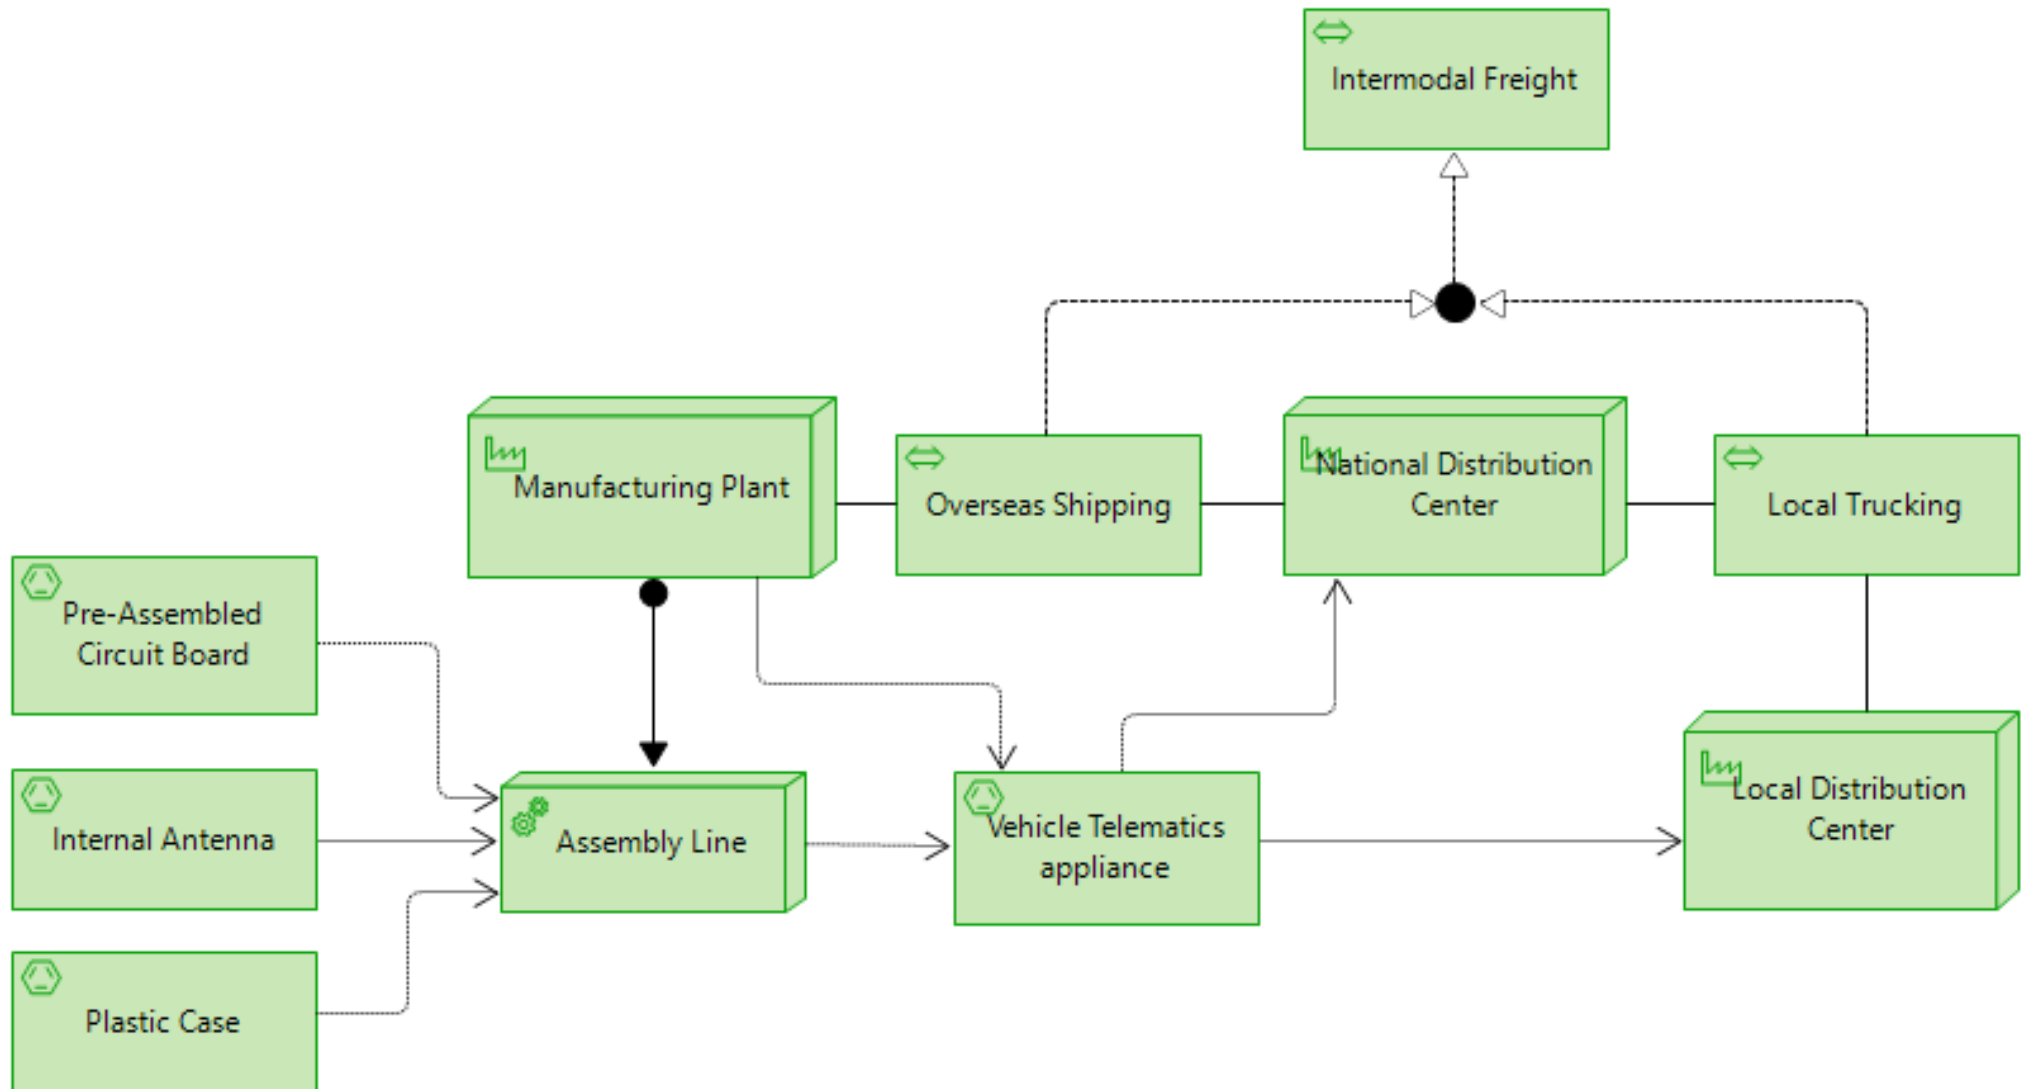 Intermodal Freight
Manufacturing Plant
Overseas Shipping
National Distribution
Center
Local Trucking
Pre-Assembled
Circuit Board
Internal Antenna
Assembly Line
Vehicle Telematics
appliance
Local Distribution
Center
Plastic Case